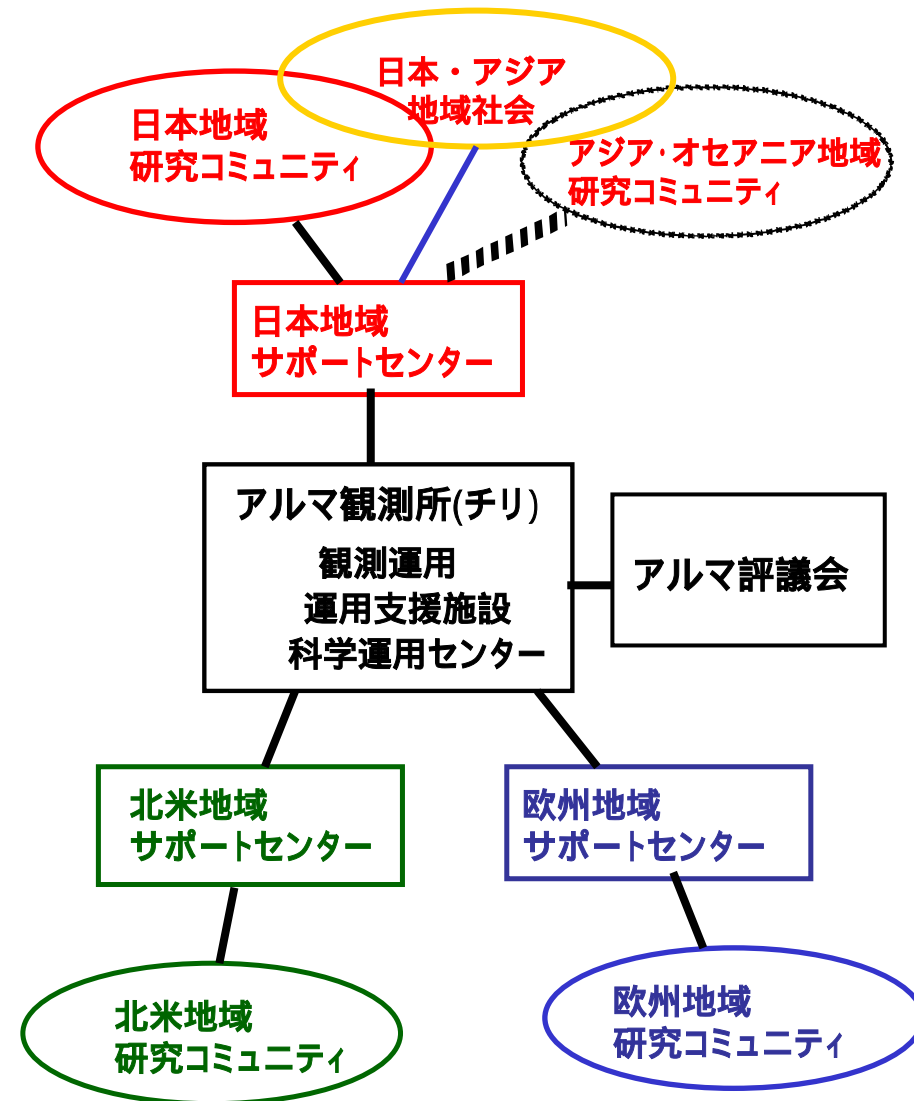 日本・アジア
地域社会
日本地域
研究コミュニティ
アジア・オセアニア地域
研究コミュニティ
日本地域
サポートセンター
アルマ観測所(チリ)
観測運用
運用支援施設
科学運用センター
アルマ評議会
北米地域
サポートセンター
欧州地域
サポートセンター
北米地域
研究コミュニティ
欧州地域
研究コミュニティ